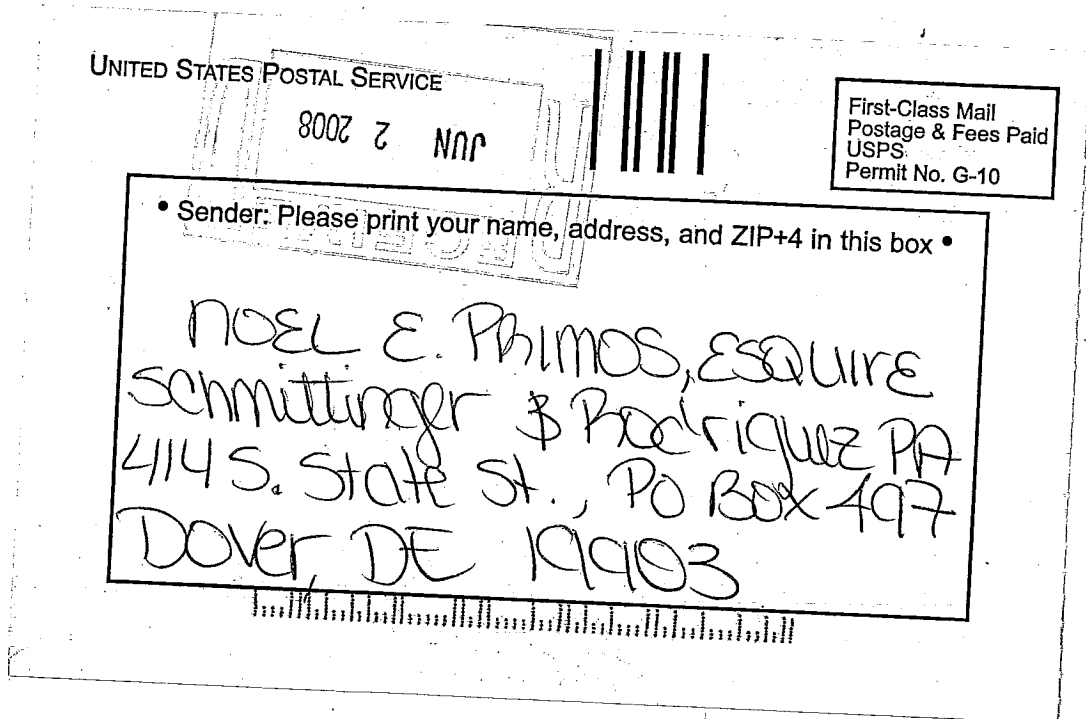 UNITED STATES POSTAL SERVICE
JUN 2 2008
First-Class Mail
Postage & Fees Paid
USPS
Permit No. G-10
• Sender: Please print your name, address, and ZIP+4 in this box •
NOEL E. PRIMOS, ESQUIRE
Schmittinger & Rodriguez PA
414 S. State St., PO Box 497
Dover, DE 19903